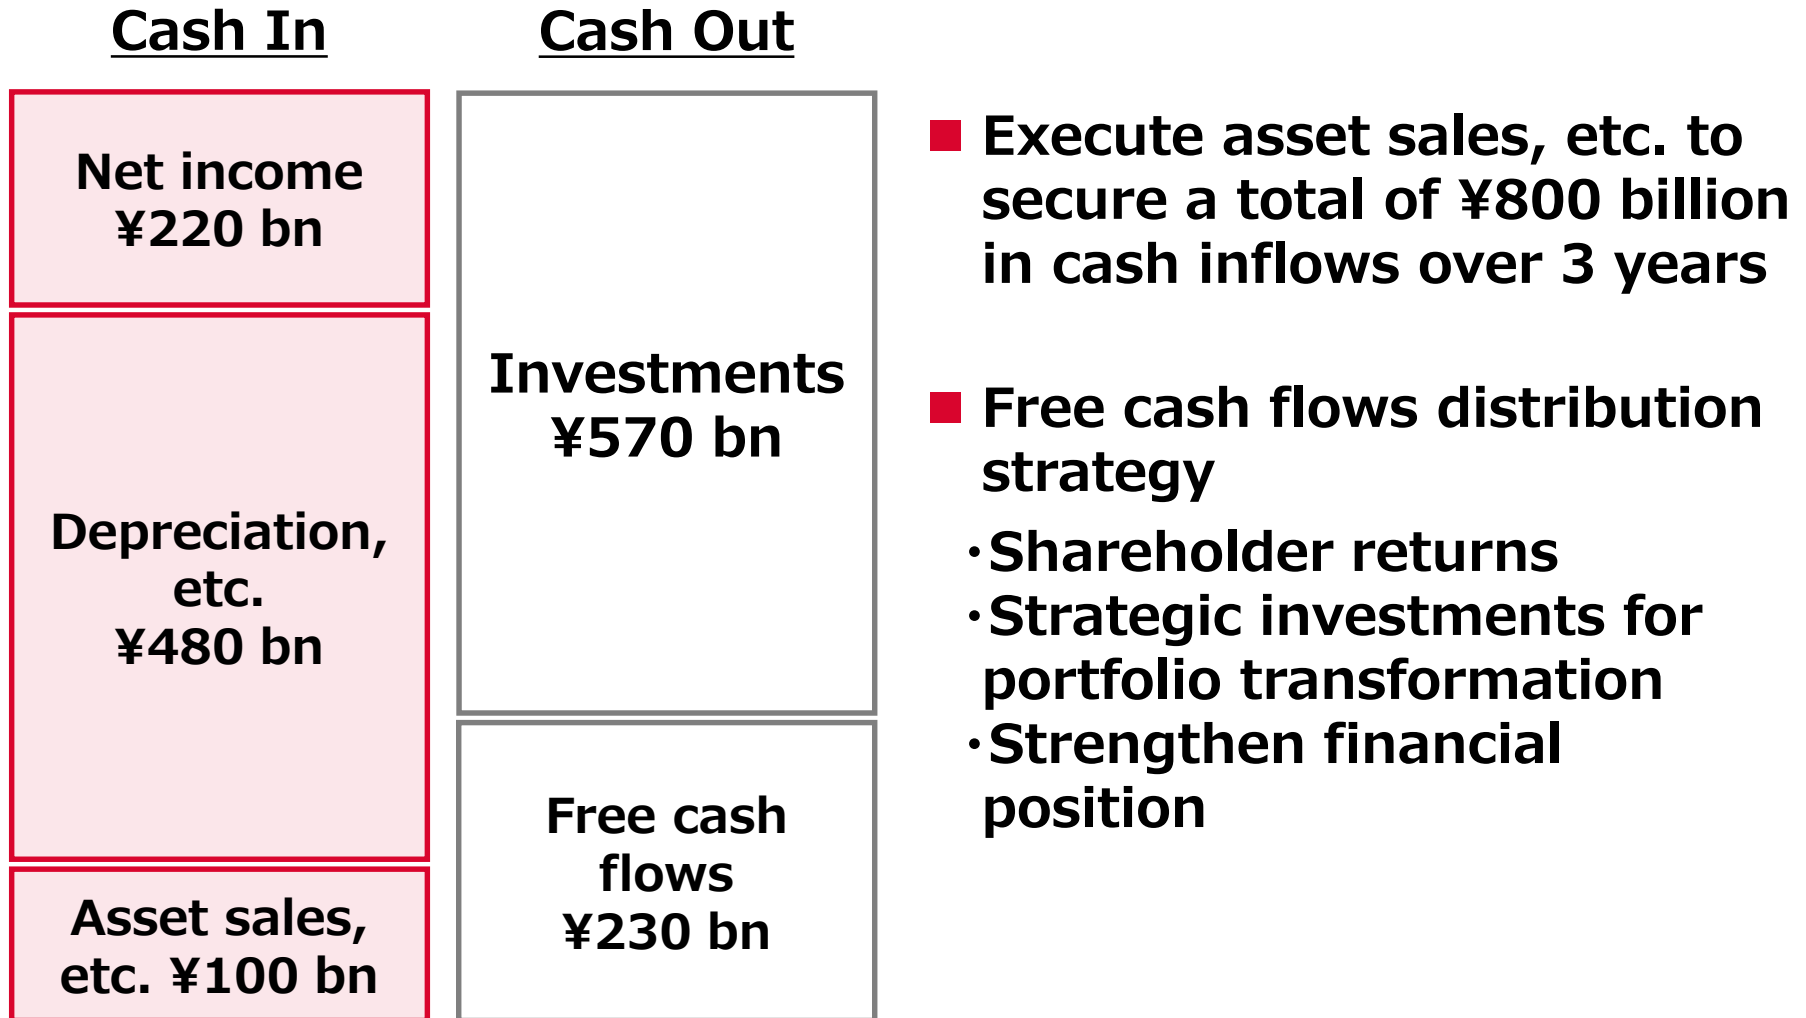 Cash In
Net income
¥220 bn
Depreciation,
etc.
¥480 bn
Asset sales,
etc. ¥100 bn
Cash Out
Investments
¥570 bn
Free cash
flows
¥230 bn
■ Execute asset sales, etc. to
secure a total of ¥800 billion
in cash inflows over 3 years
■ Free cash flows distribution
strategy
・Shareholder returns
・Strategic investments for
portfolio transformation
・Strengthen financial
position